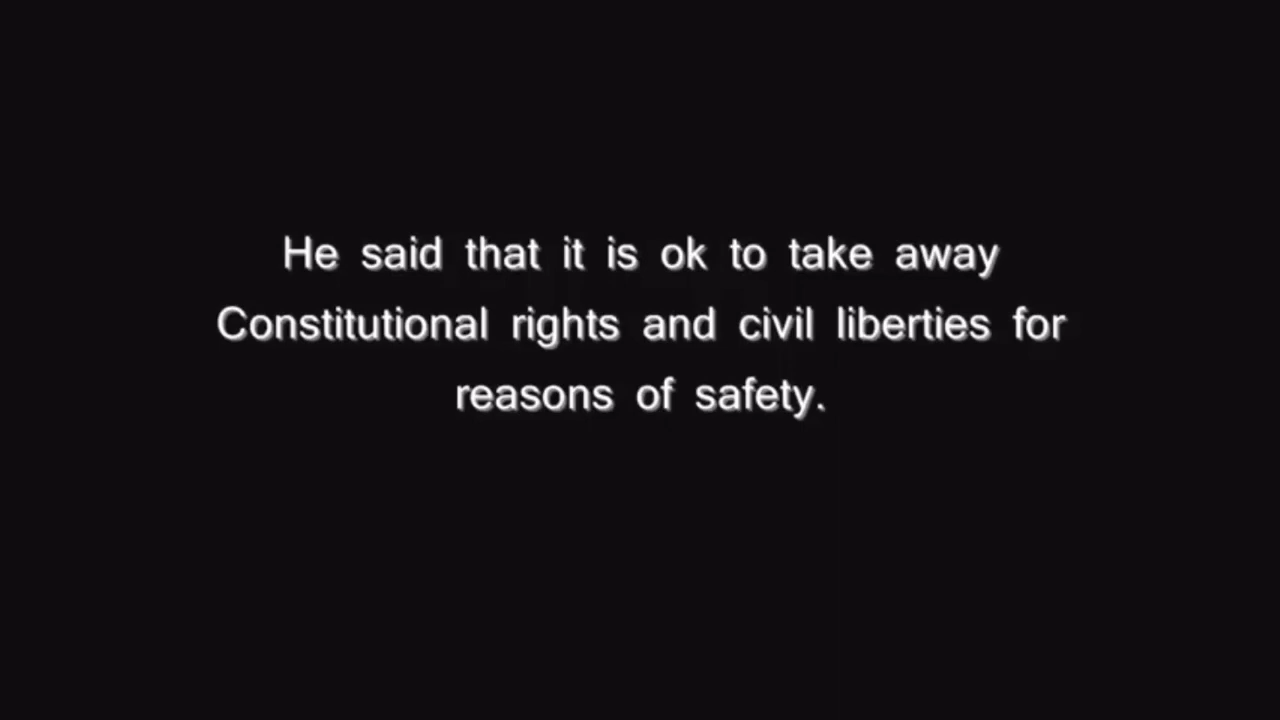 He said that it is ok to take away
Constitutional rights and civil liberties for
reasons of safety.